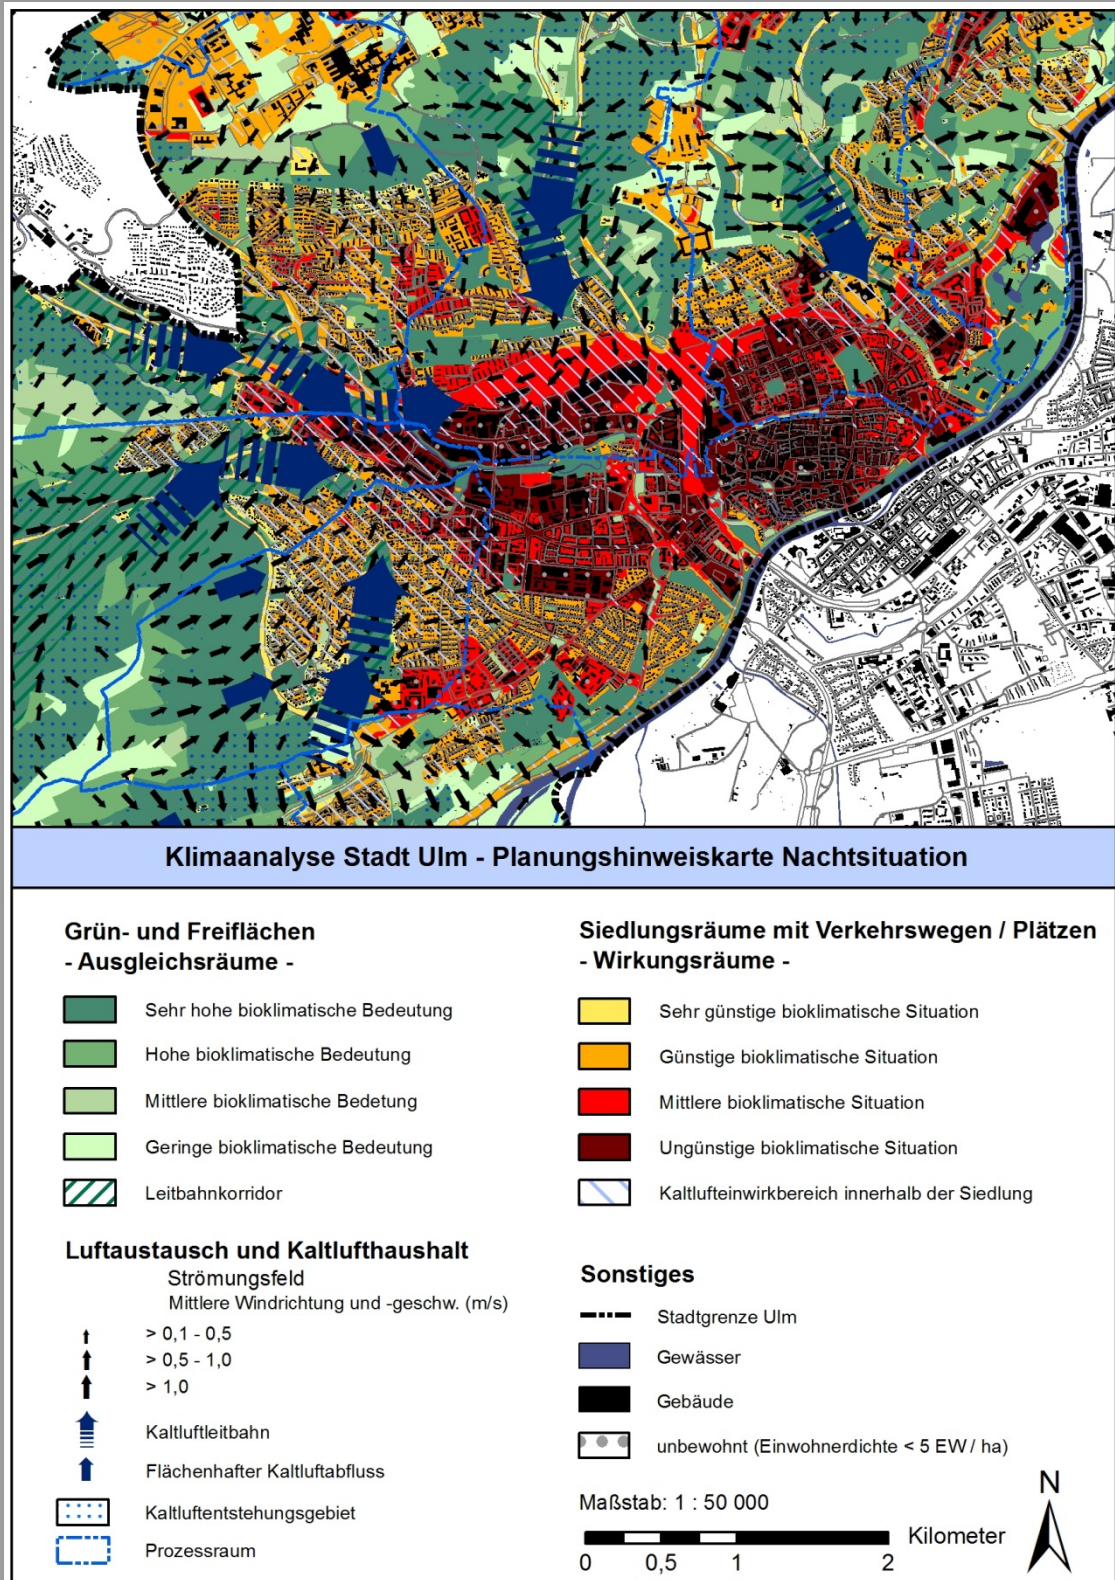 Klimaanalyse Stadt Ulm - Planungshinweiskarte Nachtsituation
Grün- und Freiflächen
- Ausgleichsräume -
Sehr hohe bioklimatische Bedeutung
Hohe bioklimatische Bedeutung
Mittlere bioklimatische Bedetung
Geringe bioklimatische Bedeutung
Leitbahnkorridor
Luftaustausch und Kaltlufthaushalt
Strömungsfeld
Mittlere Windrichtung und -geschw. (m/s)
> 0,1 - 0,5
> 0,5 - 1,0
> 1,0
Kaltluftleitbahn
Flächenhafter Kaltluftabfluss
Kaltluftentstehungsgebiet
Prozessraum
Siedlungsräume mit Verkehrswegen / Plätzen
- Wirkungsräume -
Sehr günstige bioklimatische Situation
Günstige bioklimatische Situation
Mittlere bioklimatische Situation
Ungünstige bioklimatische Situation
Kaltlufteinwirkbereich innerhalb der Siedlung
Sonstiges
Stadtgrenze Ulm
Gewässer
Gebäude
unbewohnt (Einwohnerdichte < 5 EW / ha)
Maßstab: 1 : 50 000
Kilometer
0 0,5 1 2
N